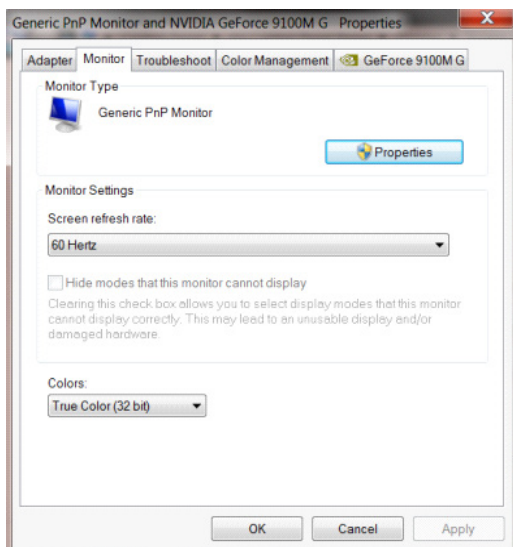 Generic PnP Monitor and NVIDIA GeForce 9100M G Properties
Adapter Monitor Troubleshoot Color Management GeForce 9100M G
Monitor Type
Generic PnP Monitor
Properties
Monitor Settings
Screen refresh rate:
60 Hertz
Hide modes that this monitor cannot display
Clearing this check box allows you to select display modes that this monitor
cannot display correctly. This may lead to an unusable display and/or
damaged hardware.
Colors:
True Color (32 bit)
OK Cancel Apply